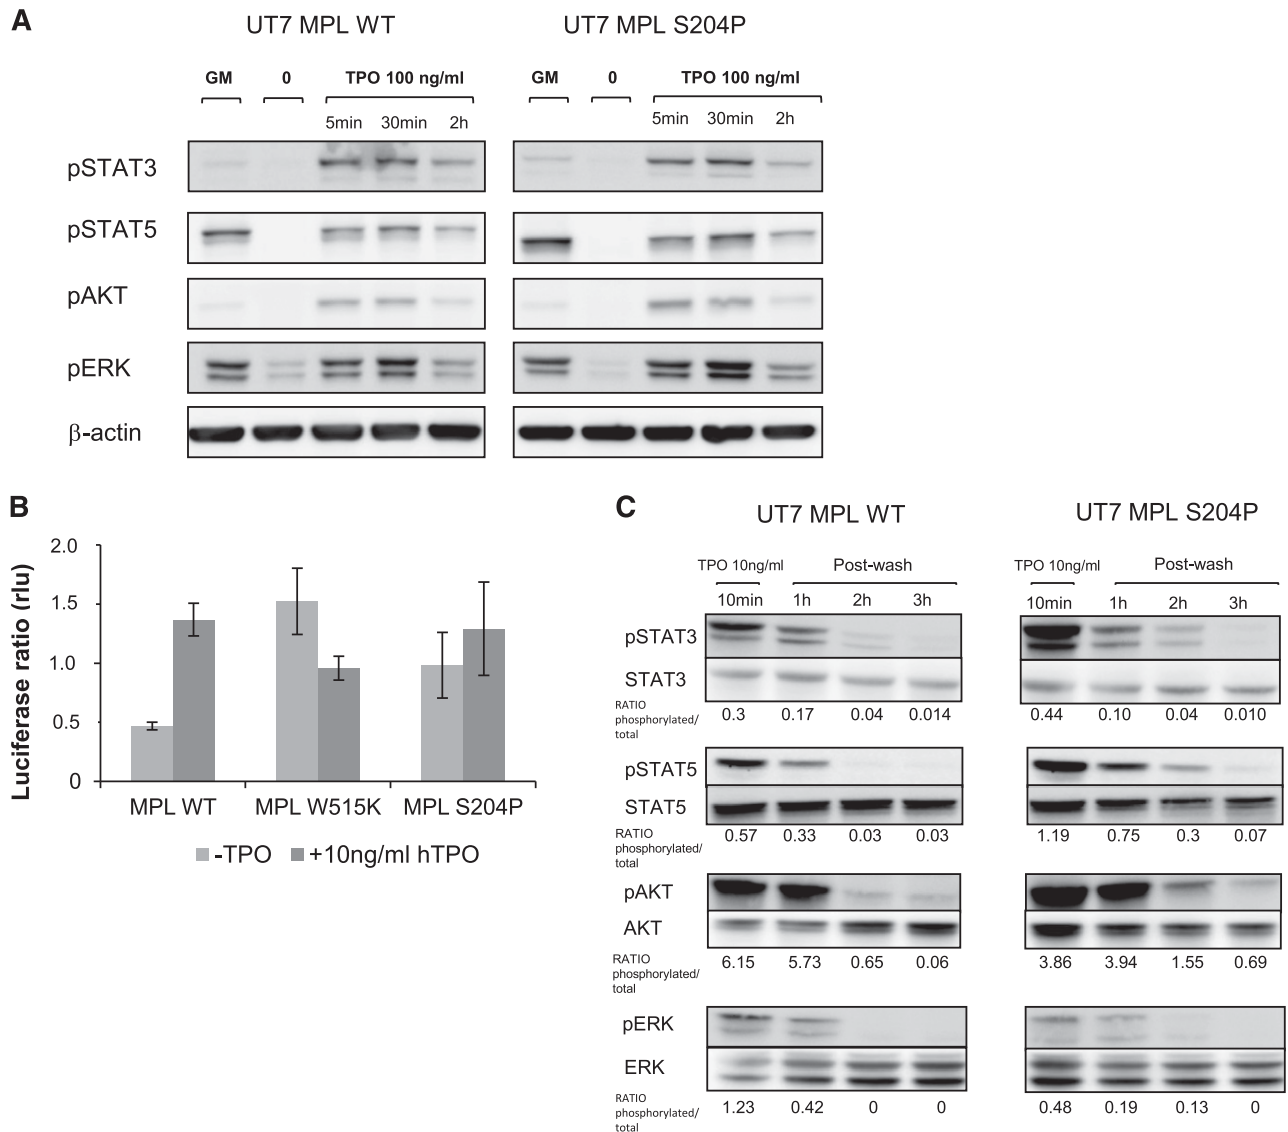 A
UT7 MPL WT
UT7 MPL S204P
GM 0 TPO 100 ng/ml
GM 0 TPO 100 ng/ml
5min 30min 2h
5min 30min 2h
pSTAT3
pSTAT5
pAKT
pERK
β-actin
B
Luciferase ratio (rlu)
2.0
1.5
1.0
0.5
0
MPL WT MPL W515K MPL S204P
-TPO +10ng/ml hTPO
C
UT7 MPL WT
UT7 MPL S204P
TPO 10ng/ml Post-wash
TPO 10ng/ml Post-wash
10min 1h 2h 3h
10min 1h 2h 3h
pSTAT3
STAT3
RATIO
phosphorylated/
total
0.3 0.17 0.04 0.014
0.44 0.10 0.04 0.010
pSTAT5
STAT5
RATIO
phosphorylated/
total
0.57 0.33 0.03 0.03
1.19 0.75 0.3 0.07
pAKT
AKT
RATIO
phosphorylated/
total
6.15 5.73 0.65 0.06
3.86 3.94 1.55 0.69
pERK
ERK
RATIO
phosphorylated/
total
1.23 0.42 0 0
0.48 0.19 0.13 0